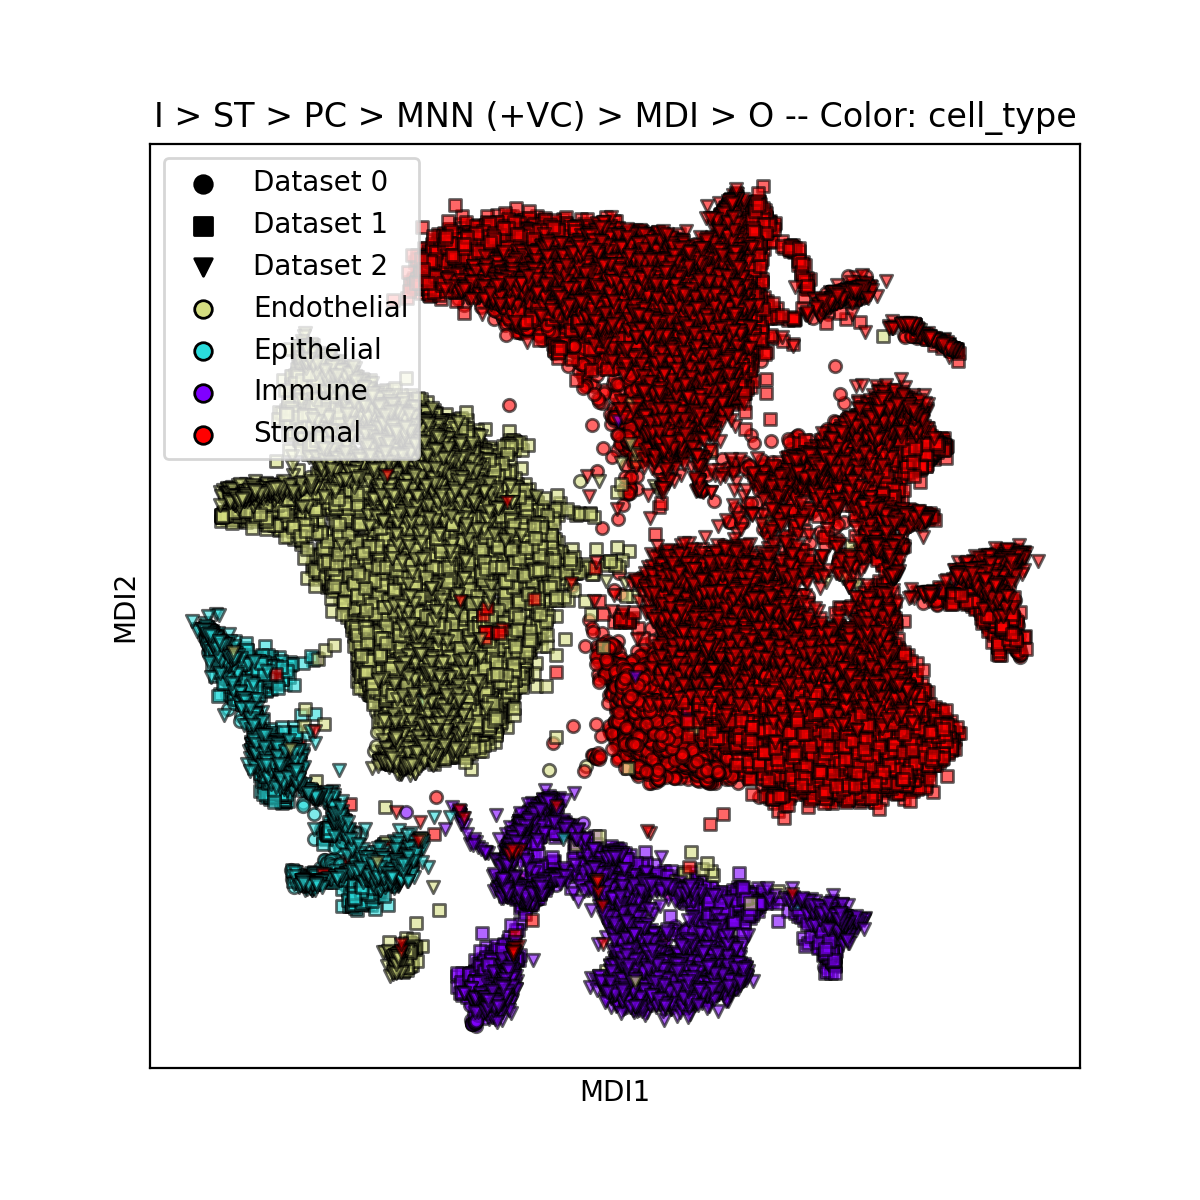 I > ST > PC > MNN (+VC) > MDI > O -- Color: cell_type
Dataset 0
Dataset 1
Dataset 2
Endothelial
Epithelial
Immune
Stromal
MDI2
MDI1